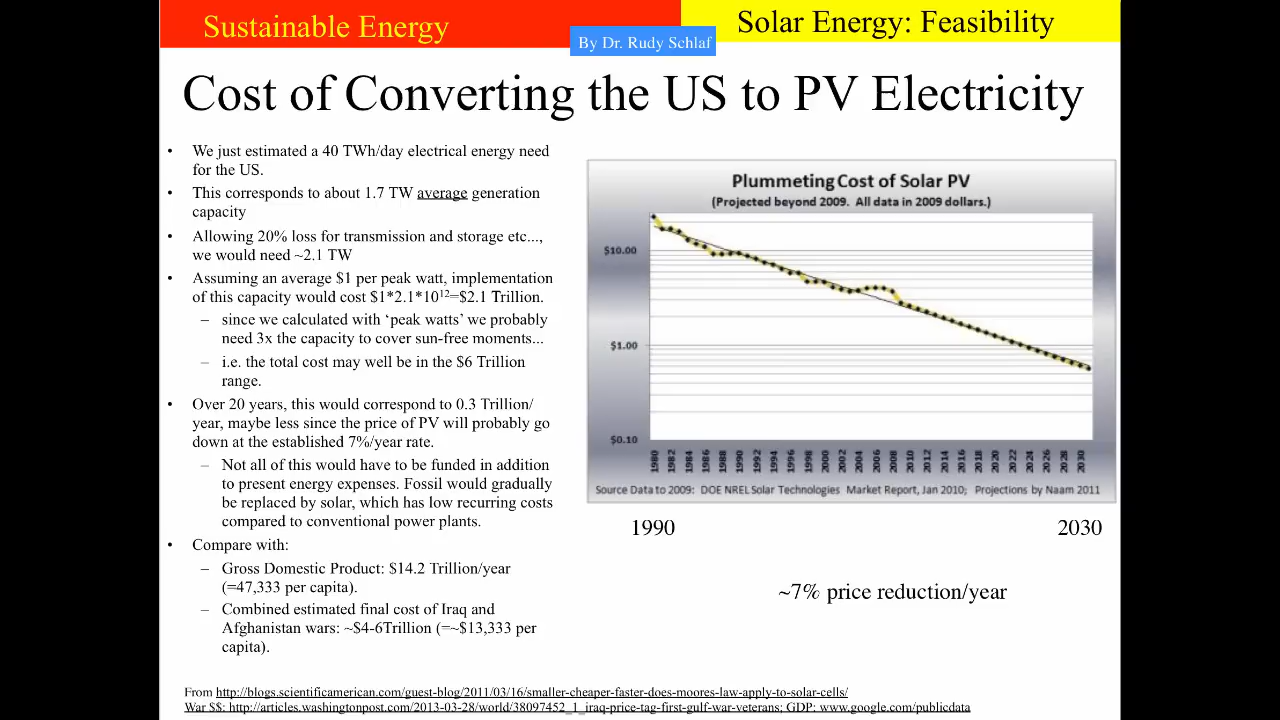 Sustainable Energy
Solar Energy: Feasibility
By Dr. Rudy Schlaf
Cost of Converting the US to PV Electricity
• We just estimated a 40 TWh/day electrical energy need
for the US.
• This corresponds to about 1.7 TW average generation
capacity
• Allowing 20% loss for transmission and storage etc...,
we would need ~2.1 TW
• Assuming an average $1 per peak watt, implementation
of this capacity would cost $1*2.1*10¹²=$2.1 Trillion.
– since we calculated with ‘peak watts’ we probably
need 3x the capacity to cover sun-free moments...
– i.e. the total cost may well be in the $6 Trillion
range.
• Over 20 years, this would correspond to 0.3 Trillion/
year, maybe less since the price of PV will probably go
down at the established 7%/year rate.
– Not all of this would have to be funded in addition
to present energy expenses. Fossil would gradually
be replaced by solar, which has low recurring costs
compared to conventional power plants.
• Compare with:
– Gross Domestic Product: $14.2 Trillion/year
(=47,333 per capita).
– Combined estimated final cost of Iraq and
Afghanistan wars: ~$4-6Trillion (=~$13,333 per
capita).
Plummeting Cost of Solar PV
(Projected beyond 2009. All data in 2009 dollars.)
$10.00
$1.00
$0.10
1980 1982 1984 1986 1988 1990 1992 1994 1996 1998 2000 2002 2004 2006 2008 2010 2012 2014 2016 2018 2020 2022 2024 2026 2028 2030
Source Data to 2009: DOE NREL Solar Technologies Market Report, Jan 2010; Projections by Naam 2011
1990 2030
~7% price reduction/year
From http://blogs.scientificamerican.com/guest-blog/2011/03/16/smaller-cheaper-faster-does-moores-law-apply-to-solar-cells/
War $$: http://articles.washingtonpost.com/2013-03-28/world/38097452_1_iraq-price-tag-first-gulf-war-veterans; GDP: www.google.com/publicdata